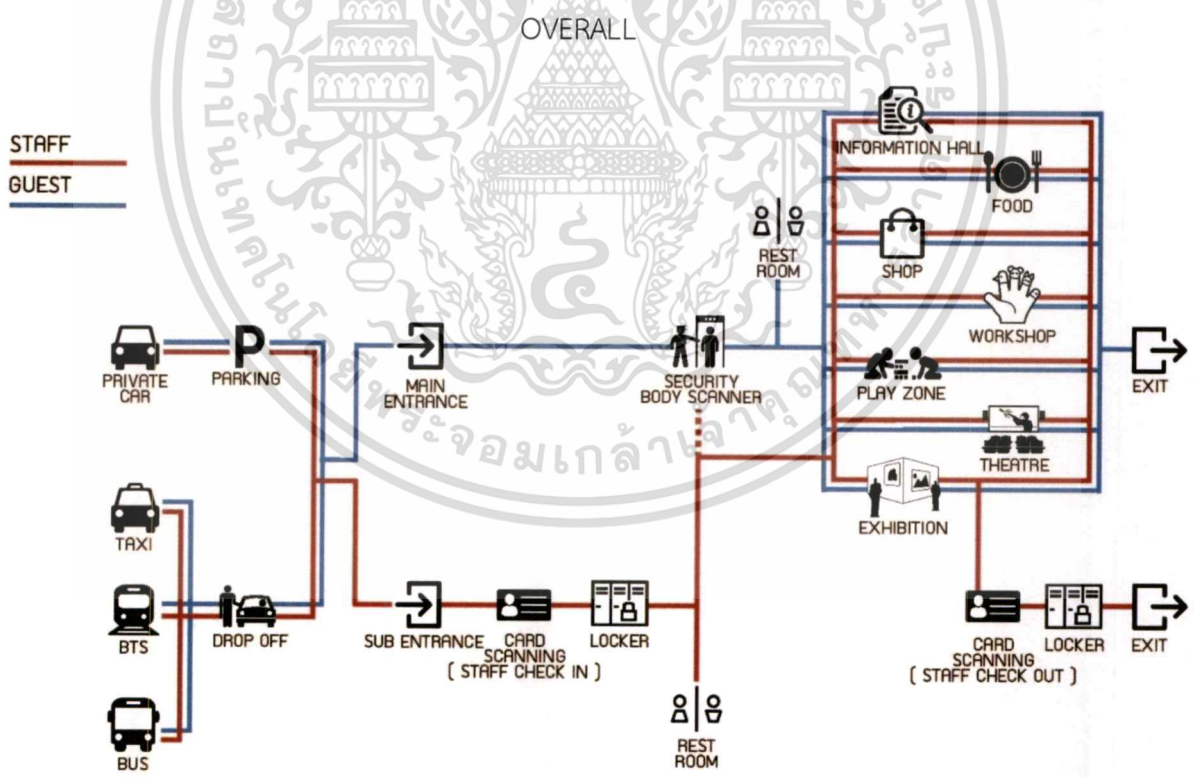 OVERALL
STAFF
GUEST
INFORMATION HALL
FOOD
REST
ROOM
SHOP
WORKSHOP
P
PRIVATE
CAR
PARKING
MAIN
ENTRANCE
SECURITY
BODY SCANNER
PLAY ZONE
EXIT
THEATRE
EXHIBITION
TAXI
BTS
DROP OFF
SUB ENTRANCE
CARD
SCANNING
[ STAFF CHECK IN ]
LOCKER
CARD
SCANNING
[ STAFF CHECK OUT ]
LOCKER
EXIT
REST
ROOM
BUS